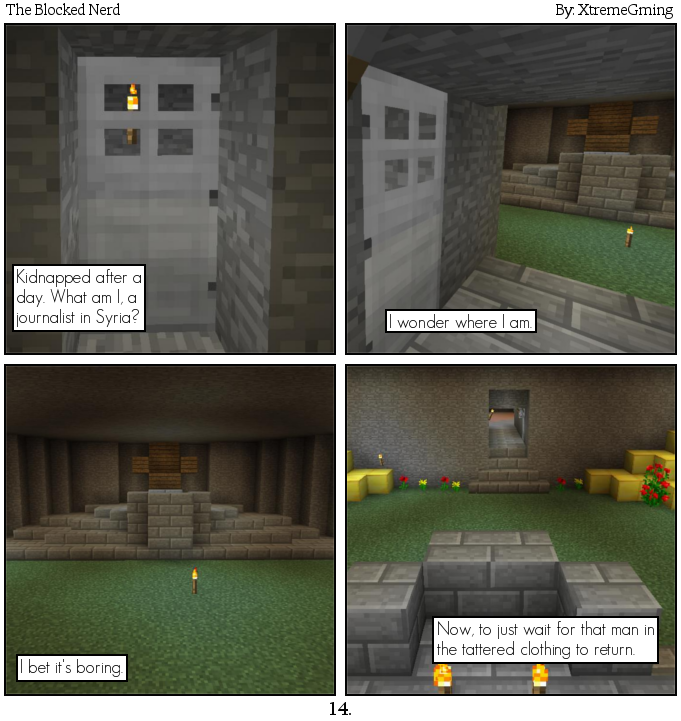 The Blocked Nerd
By: XtremeGming
Kidnapped after a
day. What am I, a
journalist in Syria?
I wonder where I am.
I bet it's boring.
Now, to just wait for that man in
the tattered clothing to return.
14.